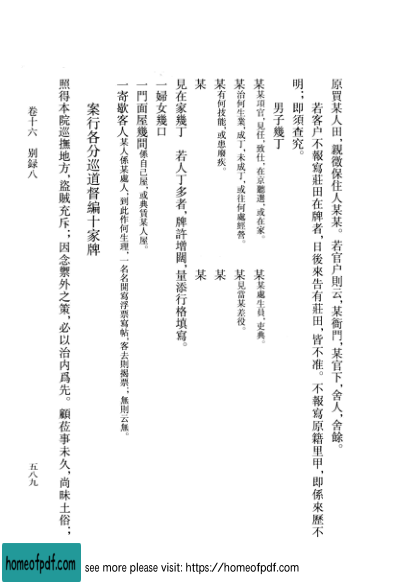 原買某人田,親徵保住人某某。若官户則云,某衙門,某官下,舍人,舍餘。
若客户不報寫莊田在牌者,日後來告有莊田,皆不准。不報寫原籍里甲,即係來歷不
明;即須查究。
男子幾丁
某某項官,見任,致仕,在京聽選,或在家。 某某處生員,吏典。
某治何生業,成丁,未成丁,或往何處經營。 某見當某差役。
某有何技能,或患廢疾。 某
某 某
見在家幾丁 若人丁多者,牌許增闊,量添行格填寫。
一婦女幾口
一門面屋幾間係自己屋,或典賃某人屋。
一寄歇客人某人係某處人,到此作何生理,一名名開寫浮票寫帖,客去則揭票;無則云無。
案行各分巡道督編十家牌
照得本院巡撫地方,盜賊充斥;因念禦外之策,必以治内爲先。顧莅事未久,尚昧土俗;
卷十六 別録八
五八九
homeofpdf.com
see more please visit: https://homeofpdf.com